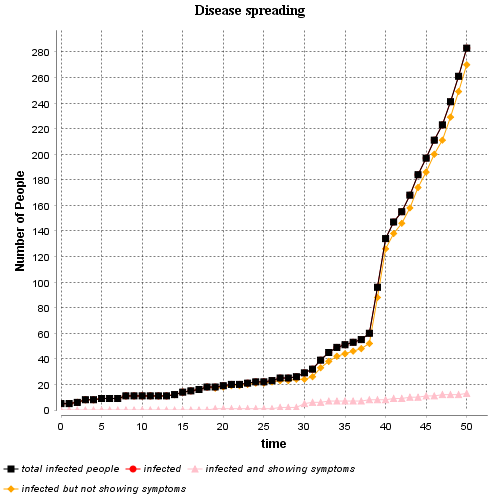 Disease spreading
280
260
240
220
200
180
160
140
120
100
80
60
40
20
0
Number of People
0 5 10 15 20 25 30 35 40 45 50
time
total infected people infected infected and showing symptoms
infected but not showing symptoms